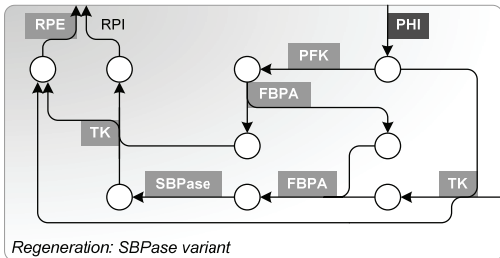 RPE RPI PHI
PFK
FBPA
TK
SBPase FBPA TK
Regeneration: SBPase variant